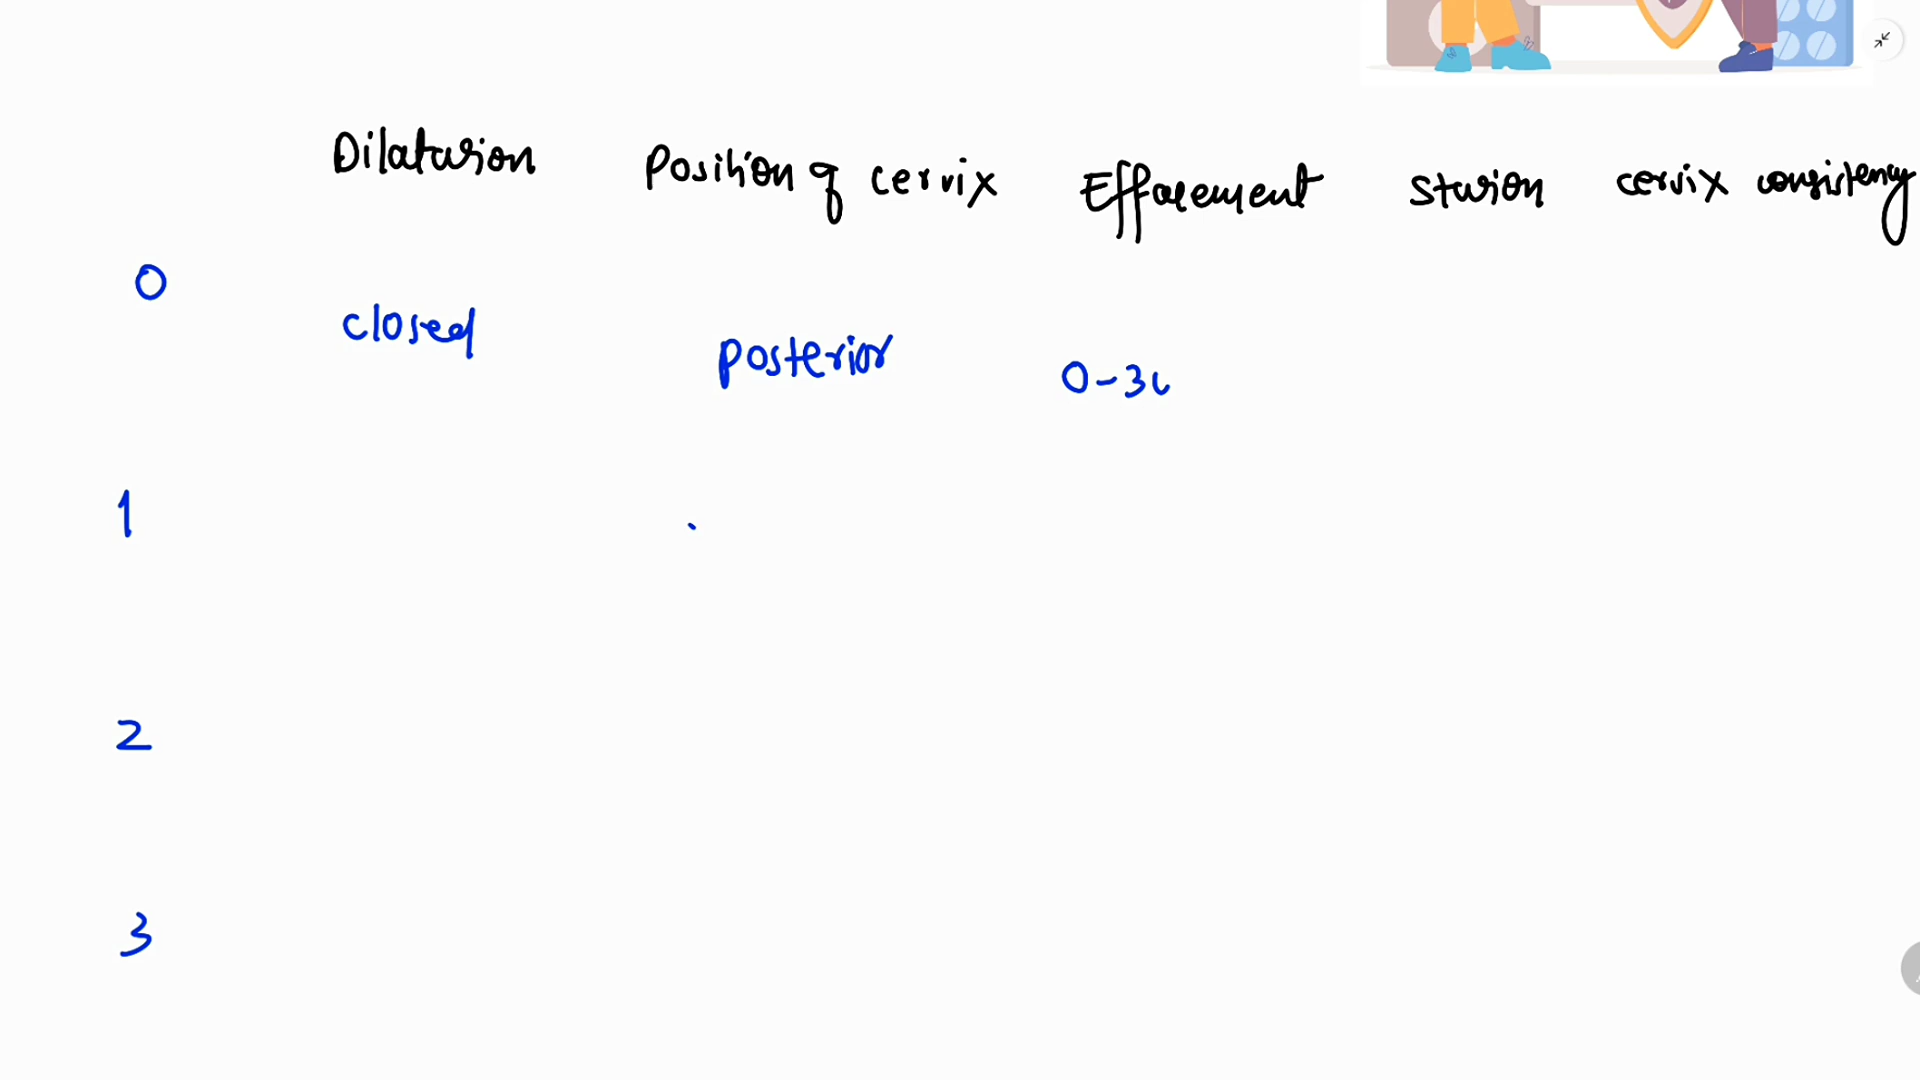 Dilatation Position of cervix Effacement Station cervix consistency
0 closed posterior 0-30
1
2
3